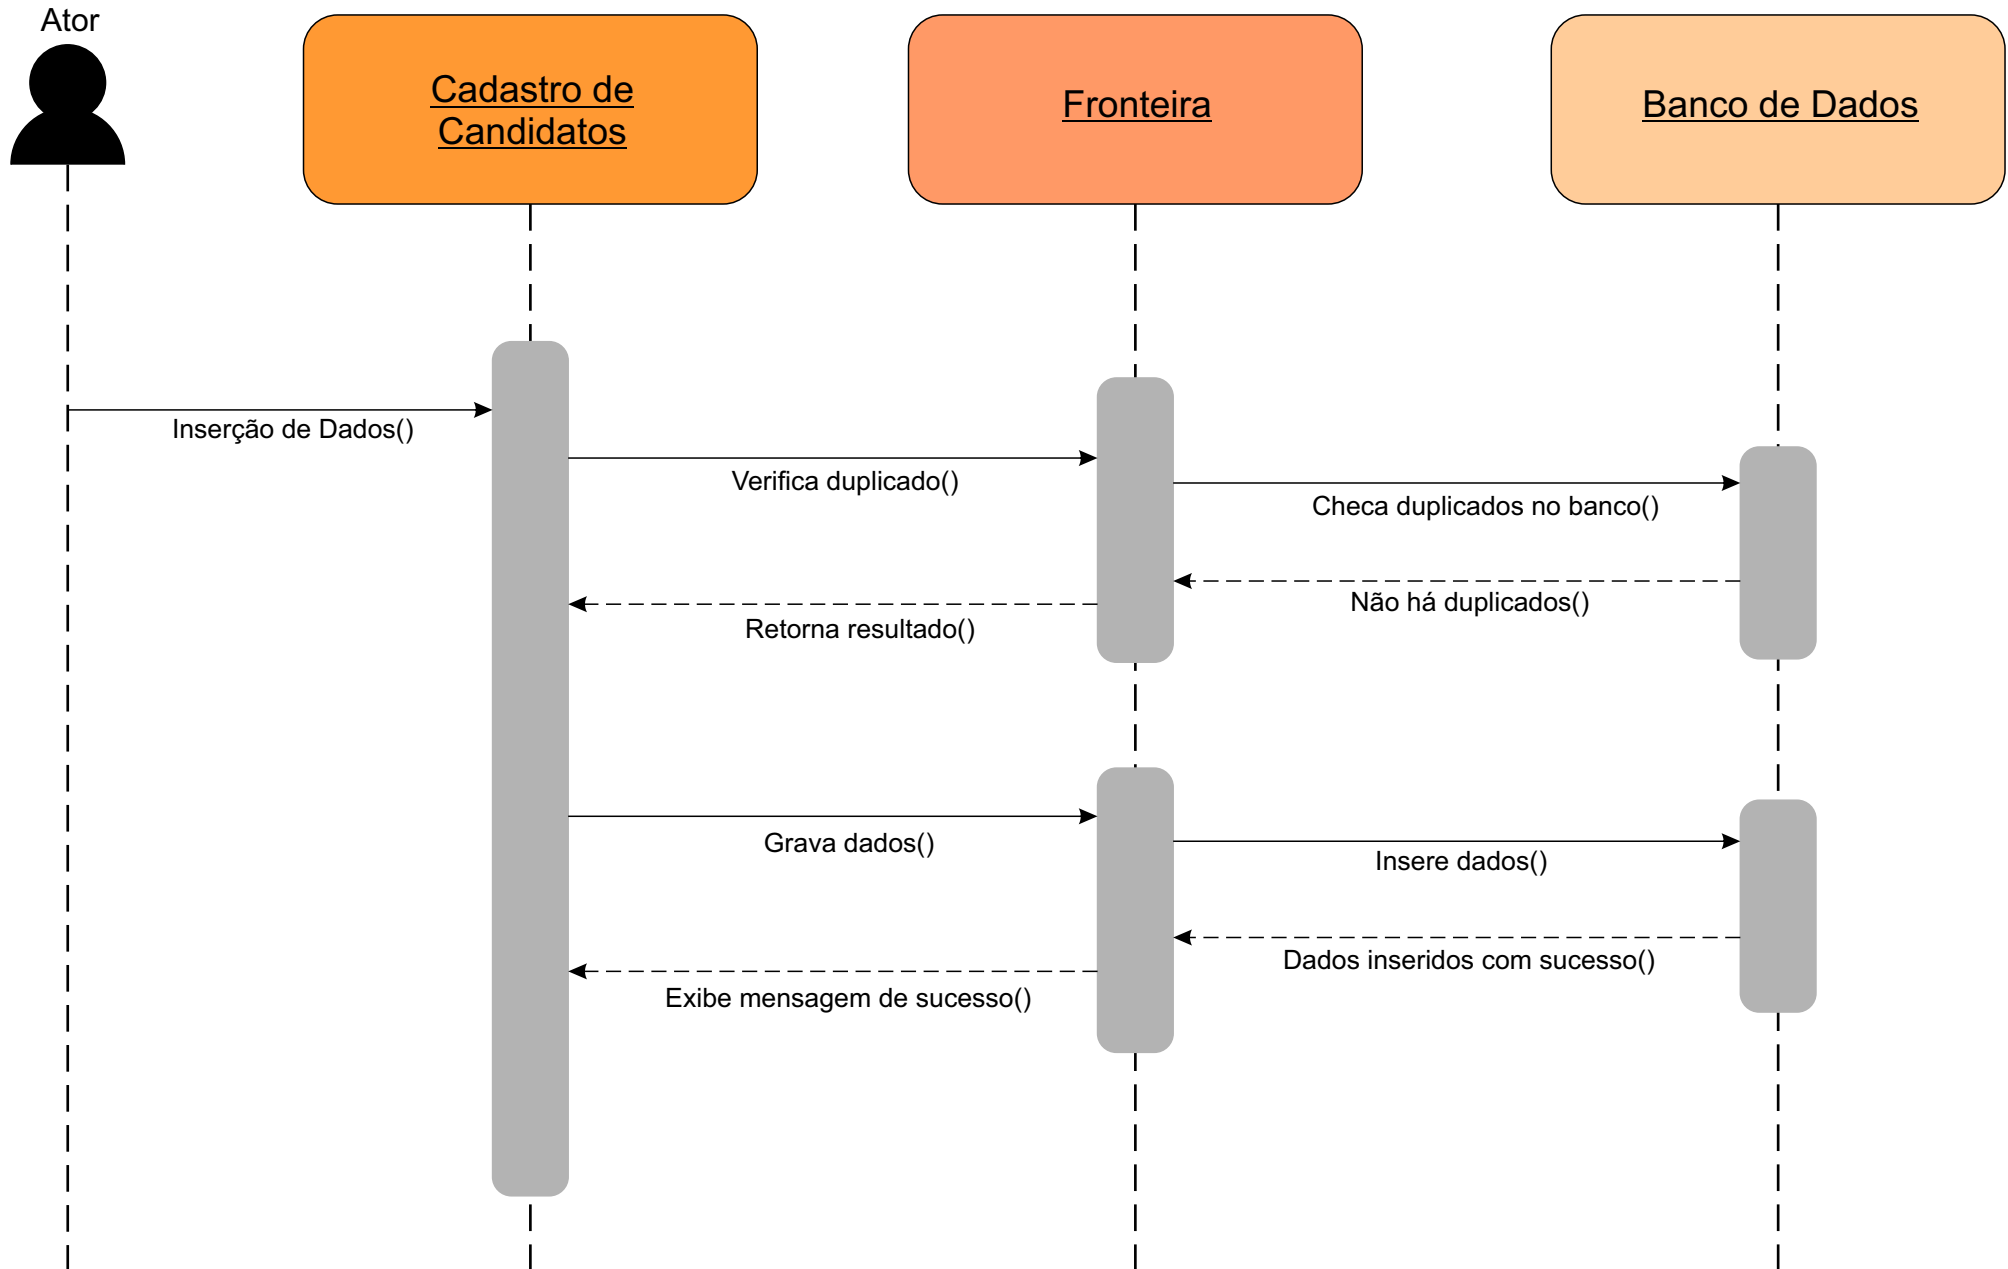 Ator
Cadastro de
Candidatos
Fronteira
Banco de Dados
Inserção de Dados()
Verifica duplicado()
Checa duplicados no banco()
Não há duplicados()
Retorna resultado()
Grava dados()
Insere dados()
Dados inseridos com sucesso()
Exibe mensagem de sucesso()